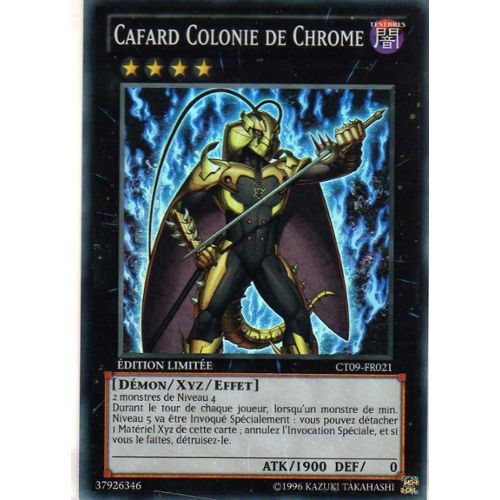 CAFARD COLONIE DE CHROME
TÉNÈBRES
闇
ÉDITION LIMITÉE
CT09-FR021
[DÉMON/XYZ/EFFET]
2 monstres de Niveau 4
Durant le tour de chaque joueur, lorsqu'un monstre de min.
Niveau 5 va être Invoqué Spécialement : vous pouvez détacher
1 Matériel Xyz de cette carte ; annulez l'Invocation Spéciale, et si
vous le faites, détruisez-le.
ATK/1900 DEF/ 0
37926346
©1996 KAZUKI TAKAHASHI